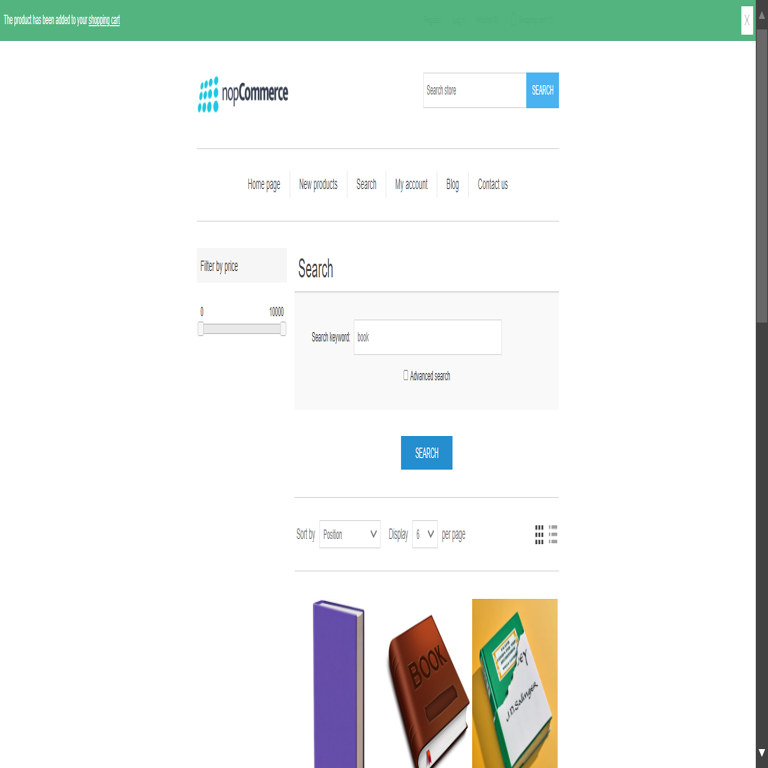 The product has been added to your shopping cart
X
nopCommerce
Search store
SEARCH
Home page
New products
Search
My account
Blog
Contact us
Filter by price
0
10000
Search
Search keyword:
book
Advanced search
SEARCH
Sort by
Position
Display
6
per page
BOOK
J.D. Salinger